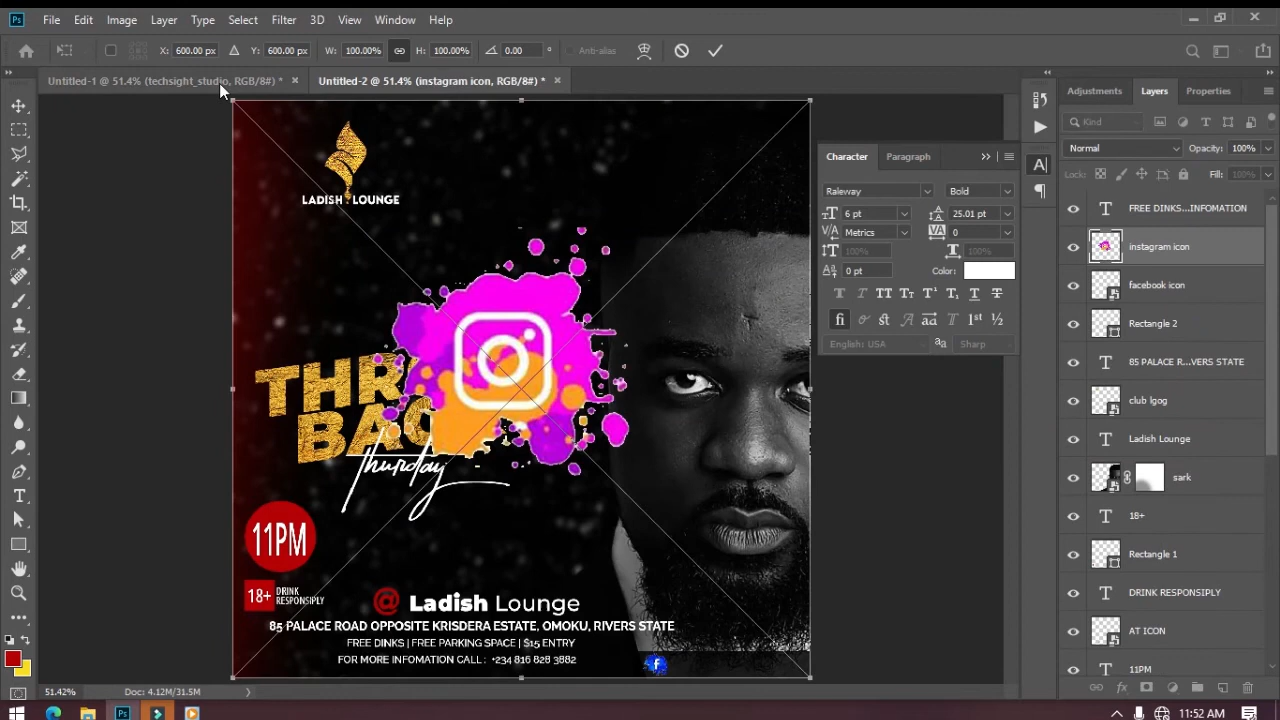 Ps File Edit Image Layer Type Select Filter 3D View Window Help
X: 600.00 px Y: 600.00 px W: 100.00% H: 100.00% 0.00 ° Anti-alias
Untitled-1 @ 51.4% (techsight_studio, RGB/8#) * Untitled-2 @ 51.4% (instagram icon, RGB/8#) *
Adjustments Layers Properties
Kind
Normal Opacity: 100%
Lock: Fill: 100%
Character Paragraph
Raleway Bold
6 pt 25.01 pt
Metrics 0
100% 100%
0 pt Color:
English: USA Sharp
FREE DINKS...INFOMATION
instagram icon
facebook icon
Rectangle 2
85 PALACE R...VERS STATE
club lgog
Ladish Lounge
sark
18+
Rectangle 1
DRINK RESPONSIPLY
AT ICON
11PM
LADISH LOUNGE
THR
BAC
Thurday
11PM
18+ DRINK
RESPONSIPLY
@ Ladish Lounge
85 PALACE ROAD OPPOSITE KRISDERA ESTATE, OMOKU, RIVERS STATE
FREE DINKS | FREE PARKING SPACE | $15 ENTRY
FOR MORE INFOMATION CALL : +234 816 828 3882
51.42% Doc: 4.12M/31.5M
11:52 AM